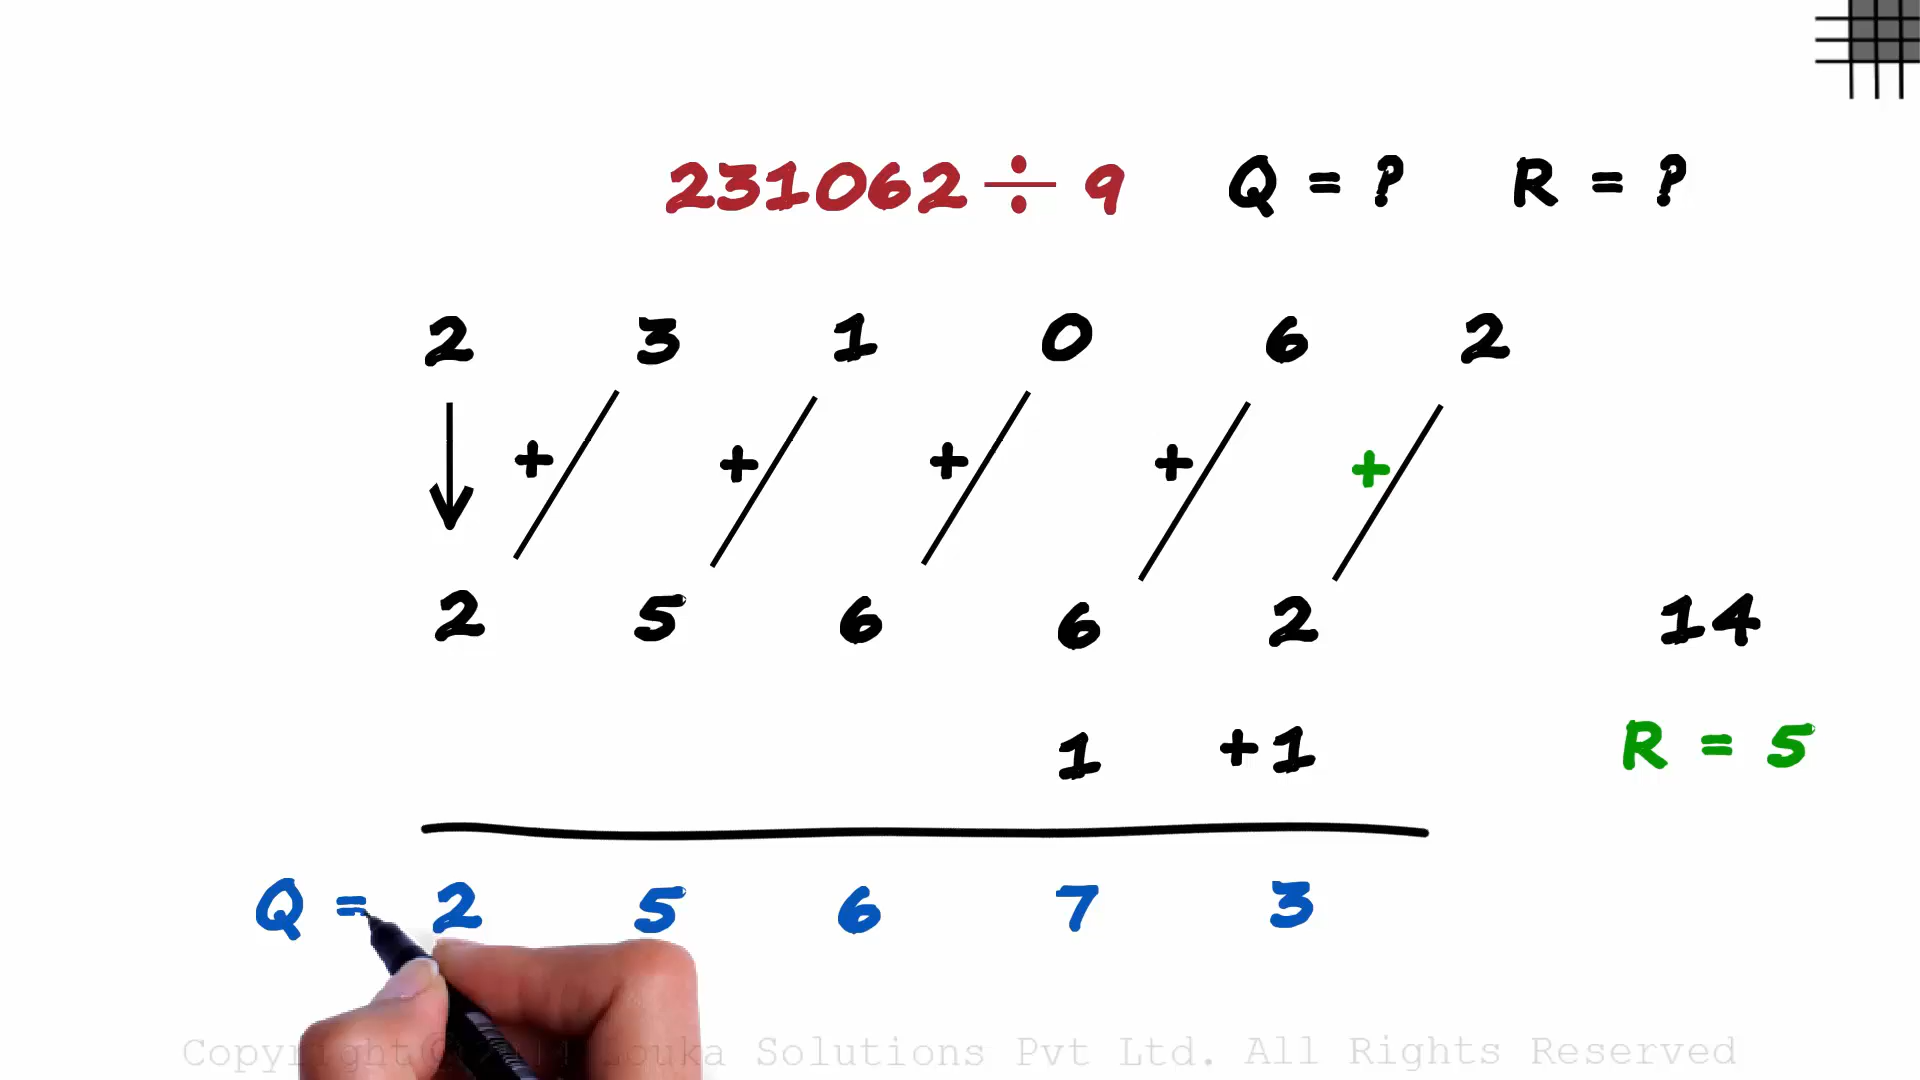 231062 ÷ 9 Q = ? R = ?
2 3 1 0 6 2
+ + + + +
2 5 6 6 2 14
1 +1 R = 5
Q = 2 5 6 7 3
Copyright Solutions Pvt Ltd. All Rights Reserved